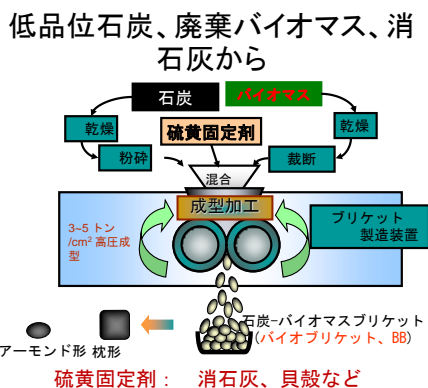 低品位石炭、廃棄バイオマス、消
石灰から
石炭
バイオマス
乾燥
硫黄固定剤
乾燥
粉砕
裁断
混合
成型加工
3~5 トン
/cm² 高圧成
型
ブリケット
製造装置
石炭−バイオマスブリケット
(バイオブリケット、BB)
アーモンド形 枕形
硫黄固定剤： 消石灰、貝殻など